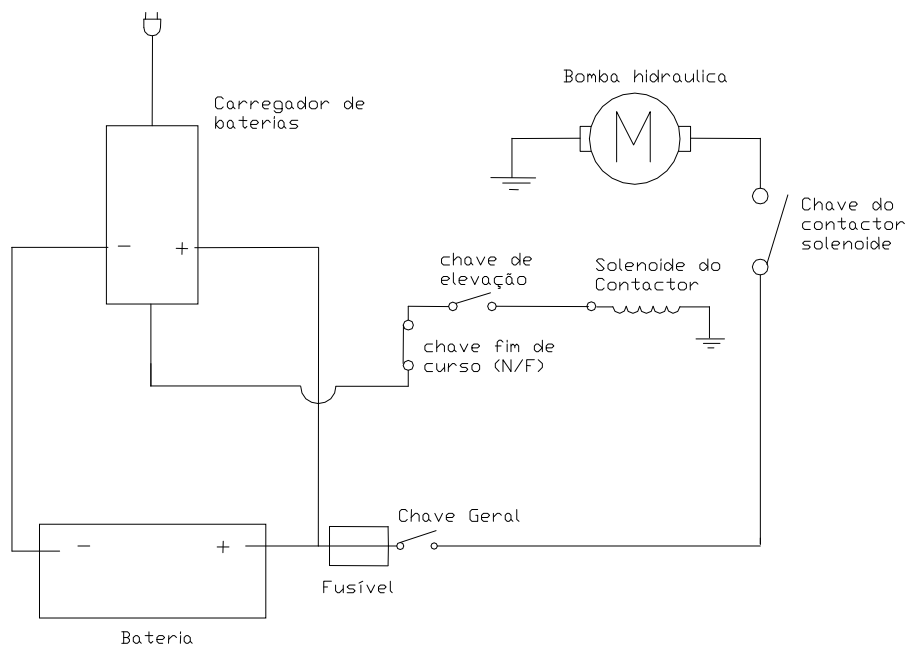 Bomba hidraulica
Carregador de
baterias
M
Chave do
contactor
solenoide
− +
chave de
elevação
Solenoide do
Contactor
chave fim de
curso (N/F)
Chave Geral
− +
Fusível
Bateria